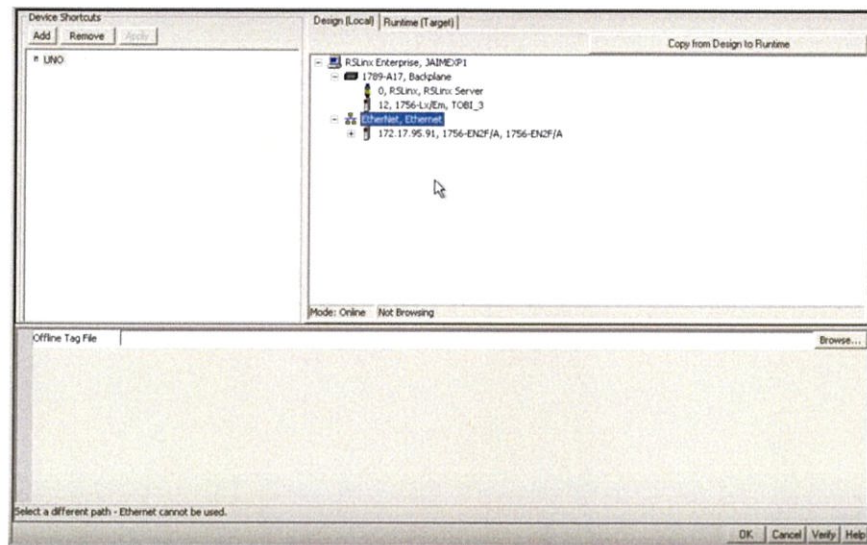 Device Shortcuts
Add Remove Apply
UNO
Design (Local) Runtime (Target)
Copy from Design to Runtime
RSLinx Enterprise, JAIMEXP1
1789-A17, Backplane
0, RSLinx, RSLinx Server
12, 1756-Lx/Em, TOBI_3
EtherNet, Ethernet
172.17.95.91, 1756-EN2F/A, 1756-EN2F/A
Mode: Online Not Browsing
Offline Tag File
Browse...
Select a different path - Ethernet cannot be used.
OK Cancel Verify Help